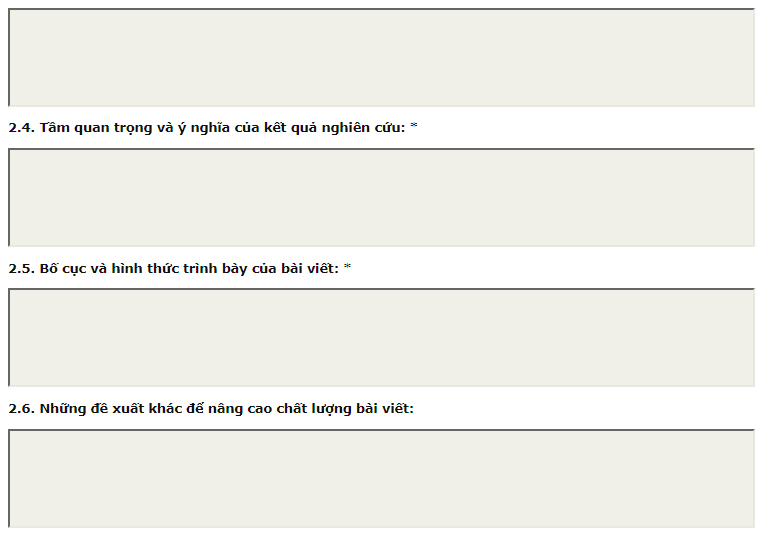 2.4. Tầm quan trọng và ý nghĩa của kết quả nghiên cứu: *
2.5. Bố cục và hình thức trình bày của bài viết: *
2.6. Những đề xuất khác để nâng cao chất lượng bài viết: